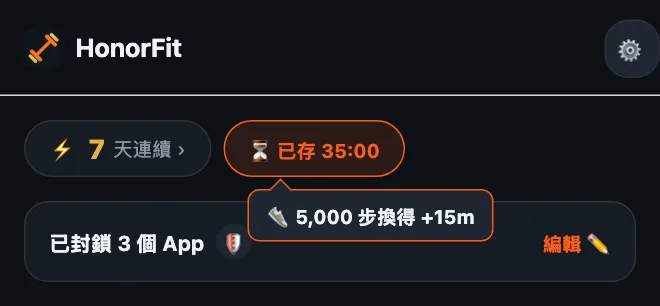 HonorFit
⚡ 7 天連續 ›
⏳ 已存 35:00
👟 5,000 步換得 +15m
已封鎖 3 個 App
編輯 ✏️